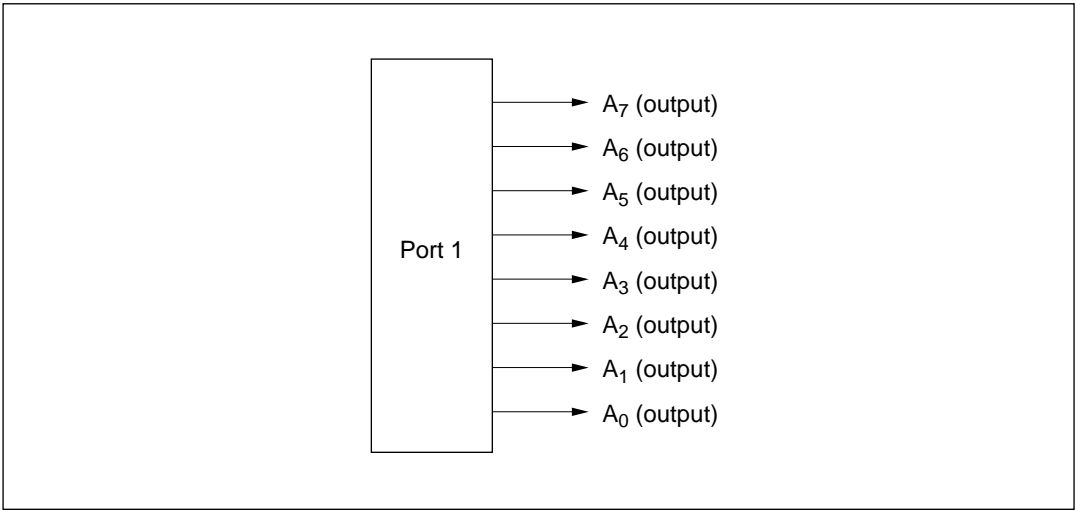 A₇ (output)
A₆ (output)
A₅ (output)
A₄ (output)
Port 1
A₃ (output)
A₂ (output)
A₁ (output)
A₀ (output)